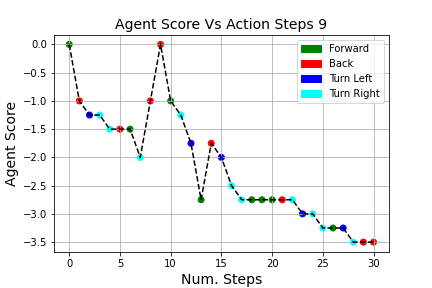 Agent Score Vs Action Steps 9
Forward
Back
Turn Left
Turn Right
Agent Score
0.0
−0.5
−1.0
−1.5
−2.0
−2.5
−3.0
−3.5
0 5 10 15 20 25 30
Num. Steps